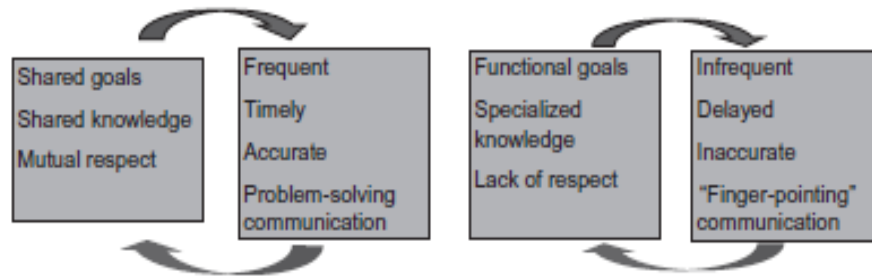 Shared goals
Shared knowledge
Mutual respect
Frequent
Timely
Accurate
Problem-solving
communication
Functional goals
Specialized
knowledge
Lack of respect
Infrequent
Delayed
Inaccurate
“Finger-pointing”
communication